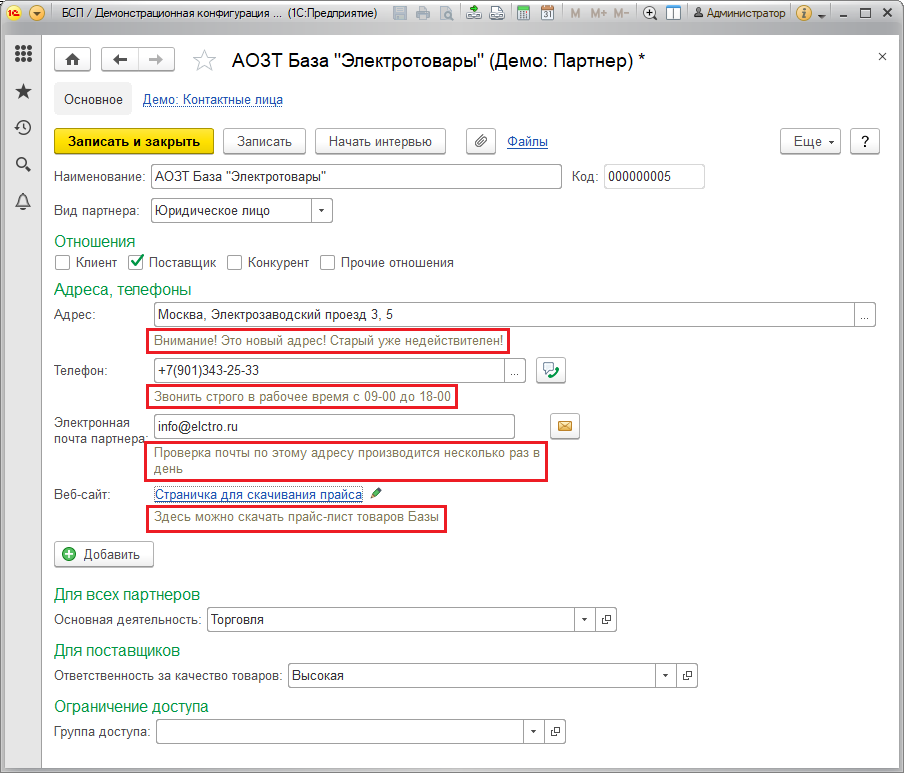 БСП / Демонстрационная конфигурация ... (1С:Предприятие)
M M+ M-
Администратор
АОЗТ База "Электротовары" (Демо: Партнер) *
Основное Демо: Контактные лица
Записать и закрыть Записать Начать интервью Файлы Еще ?
Наименование: АОЗТ База "Электротовары" Код: 000000005
Вид партнера: Юридическое лицо
Отношения
Клиент Поставщик Конкурент Прочие отношения
Адреса, телефоны
Адрес: Москва, Электрозаводский проезд 3, 5 ...
Внимание! Это новый адрес! Старый уже недействителен!
Телефон: +7(901)343-25-33 ...
Звонить строго в рабочее время с 09-00 до 18-00
Электронная
почта партнера: info@elctro.ru
Проверка почты по этому адресу производится несколько раз в
день
Веб-сайт: Страничка для скачивания прайса
Здесь можно скачать прайс-лист товаров Базы
Добавить
Для всех партнеров
Основная деятельность: Торговля
Для поставщиков
Ответственность за качество товаров: Высокая
Ограничение доступа
Группа доступа: